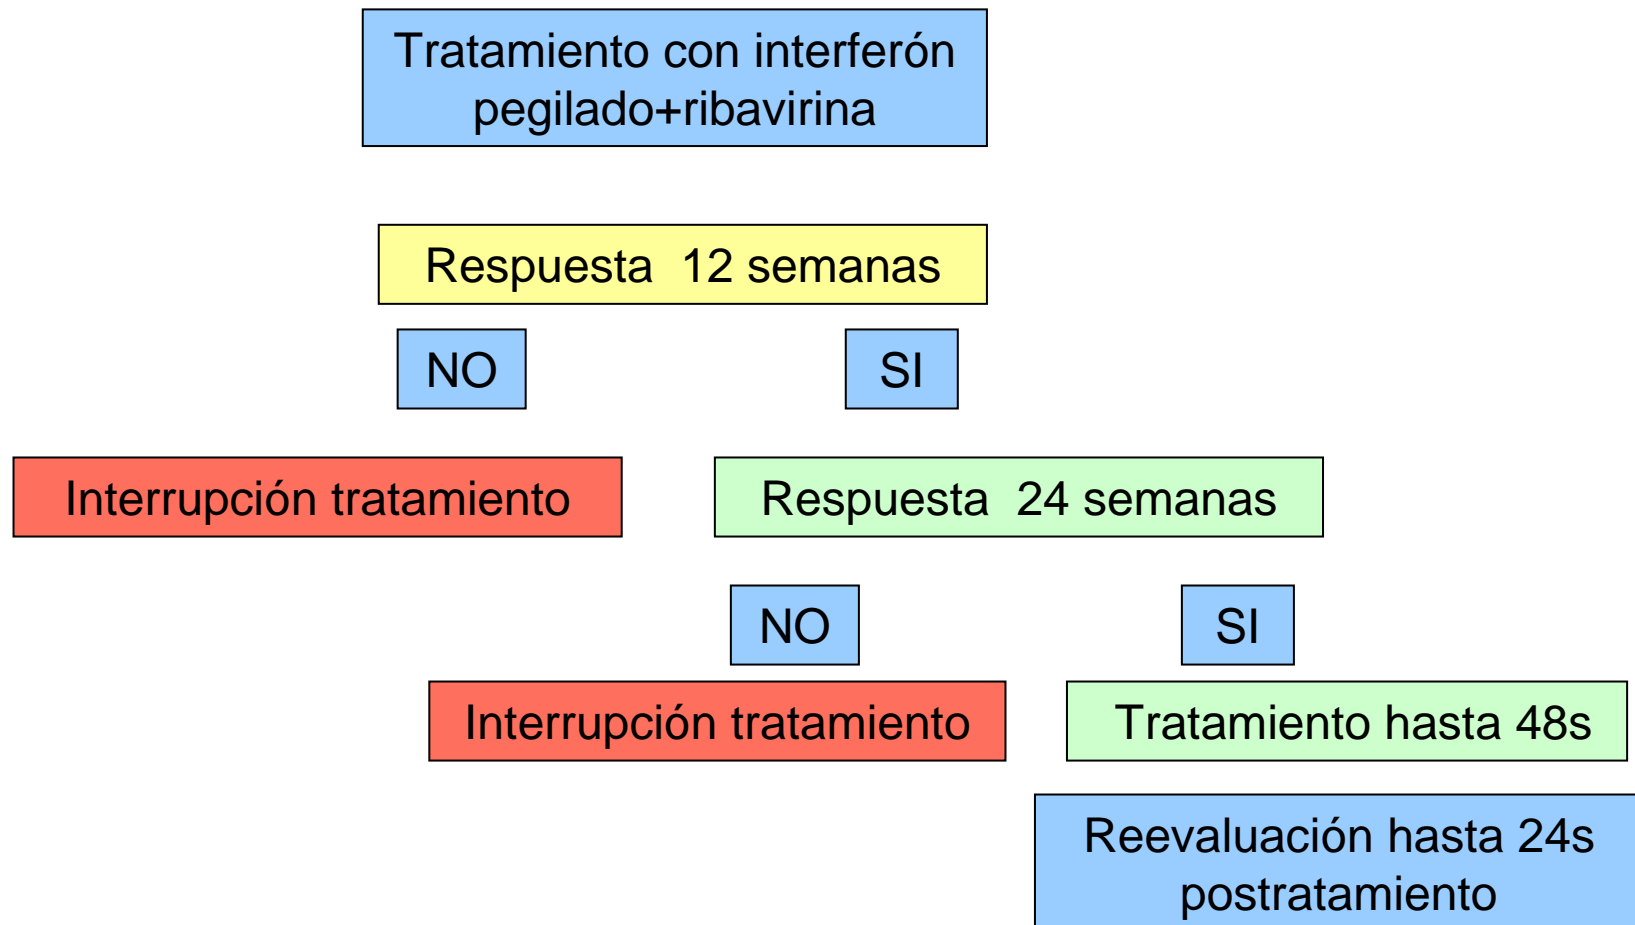 Tratamiento con interferón
pegilado+ribavirina
Respuesta 12 semanas
NO
SI
Interrupción tratamiento
Respuesta 24 semanas
NO
SI
Interrupción tratamiento
Tratamiento hasta 48s
Reevaluación hasta 24s
postratamiento